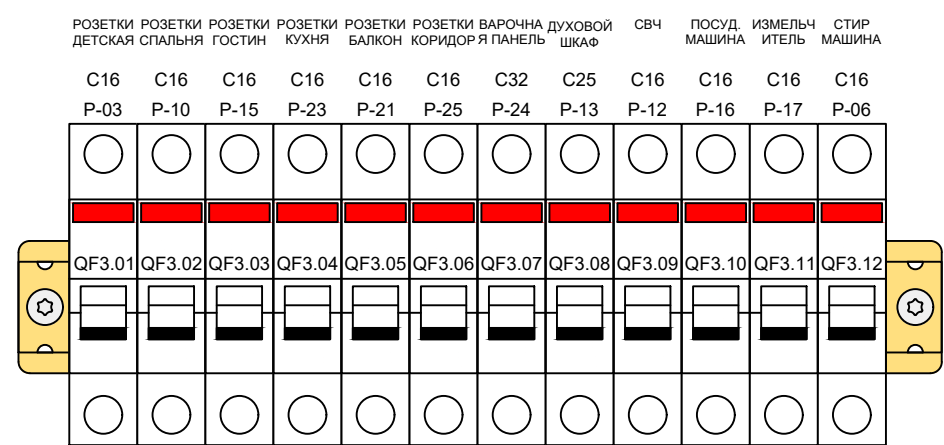 РОЗЕТКИ РОЗЕТКИ РОЗЕТКИ РОЗЕТКИ РОЗЕТКИ РОЗЕТКИ ВАРОЧНА ДУХОВОЙ СВЧ ПОСУД. ИЗМЕЛЬЧ СТИР
ДЕТСКАЯ СПАЛЬНЯ ГОСТИН КУХНЯ БАЛКОН КОРИДОР Я ПАНЕЛЬ ШКАФ МАШИНА ИТЕЛЬ МАШИНА
C16 C16 C16 C16 C16 C16 C32 C25 C16 C16 C16 C16
P-03 P-10 P-15 P-23 P-21 P-25 P-24 P-13 P-12 P-16 P-17 P-06
QF3.01 QF3.02 QF3.03 QF3.04 QF3.05 QF3.06 QF3.07 QF3.08 QF3.09 QF3.10 QF3.11 QF3.12